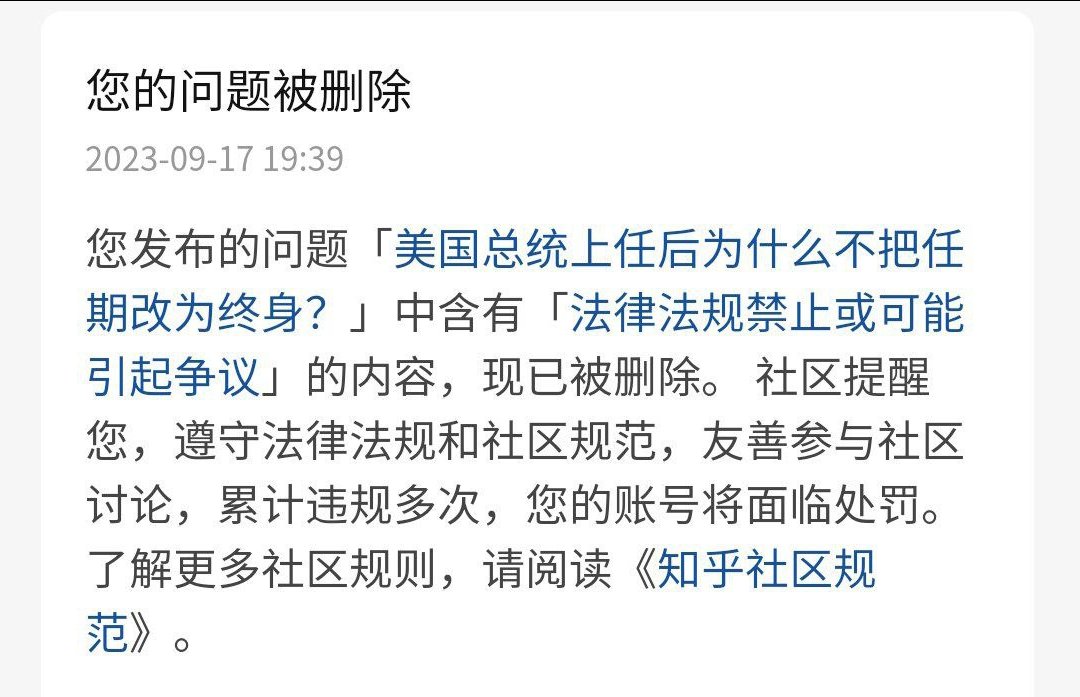 您的问题被删除
2023-09-17 19:39
您发布的问题「美国总统上任后为什么不把任
期改为终身？」中含有「法律法规禁止或可能
引起争议」的内容，现已被删除。 社区提醒
您，遵守法律法规和社区规范，友善参与社区
讨论，累计违规多次，您的账号将面临处罚。
了解更多社区规则，请阅读《知乎社区规
范》。